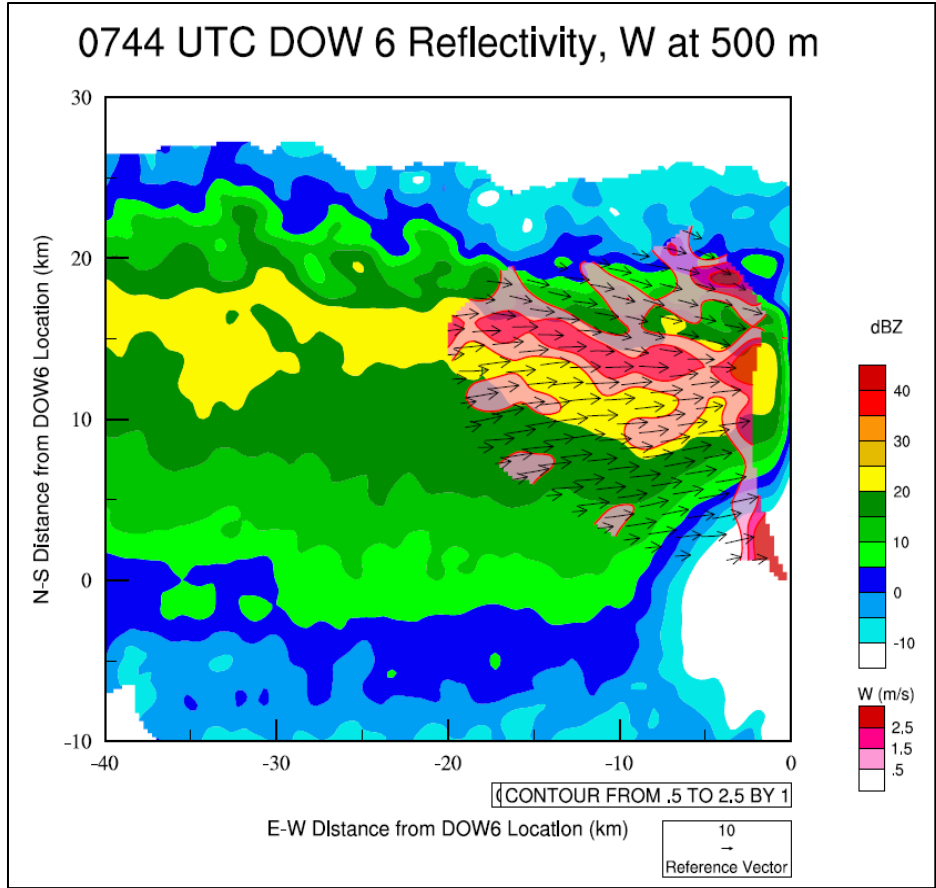 0744 UTC DOW 6 Reflectivity, W at 500 m
30
20
10
0
-10
-40
-30
-20
-10
0
N-S Distance from DOW6 Location (km)
E-W Distance from DOW6 Location (km)
dBZ
40
30
20
10
0
-10
W (m/s)
2.5
1.5
.5
CONTOUR FROM .5 TO 2.5 BY 1
10
Reference Vector